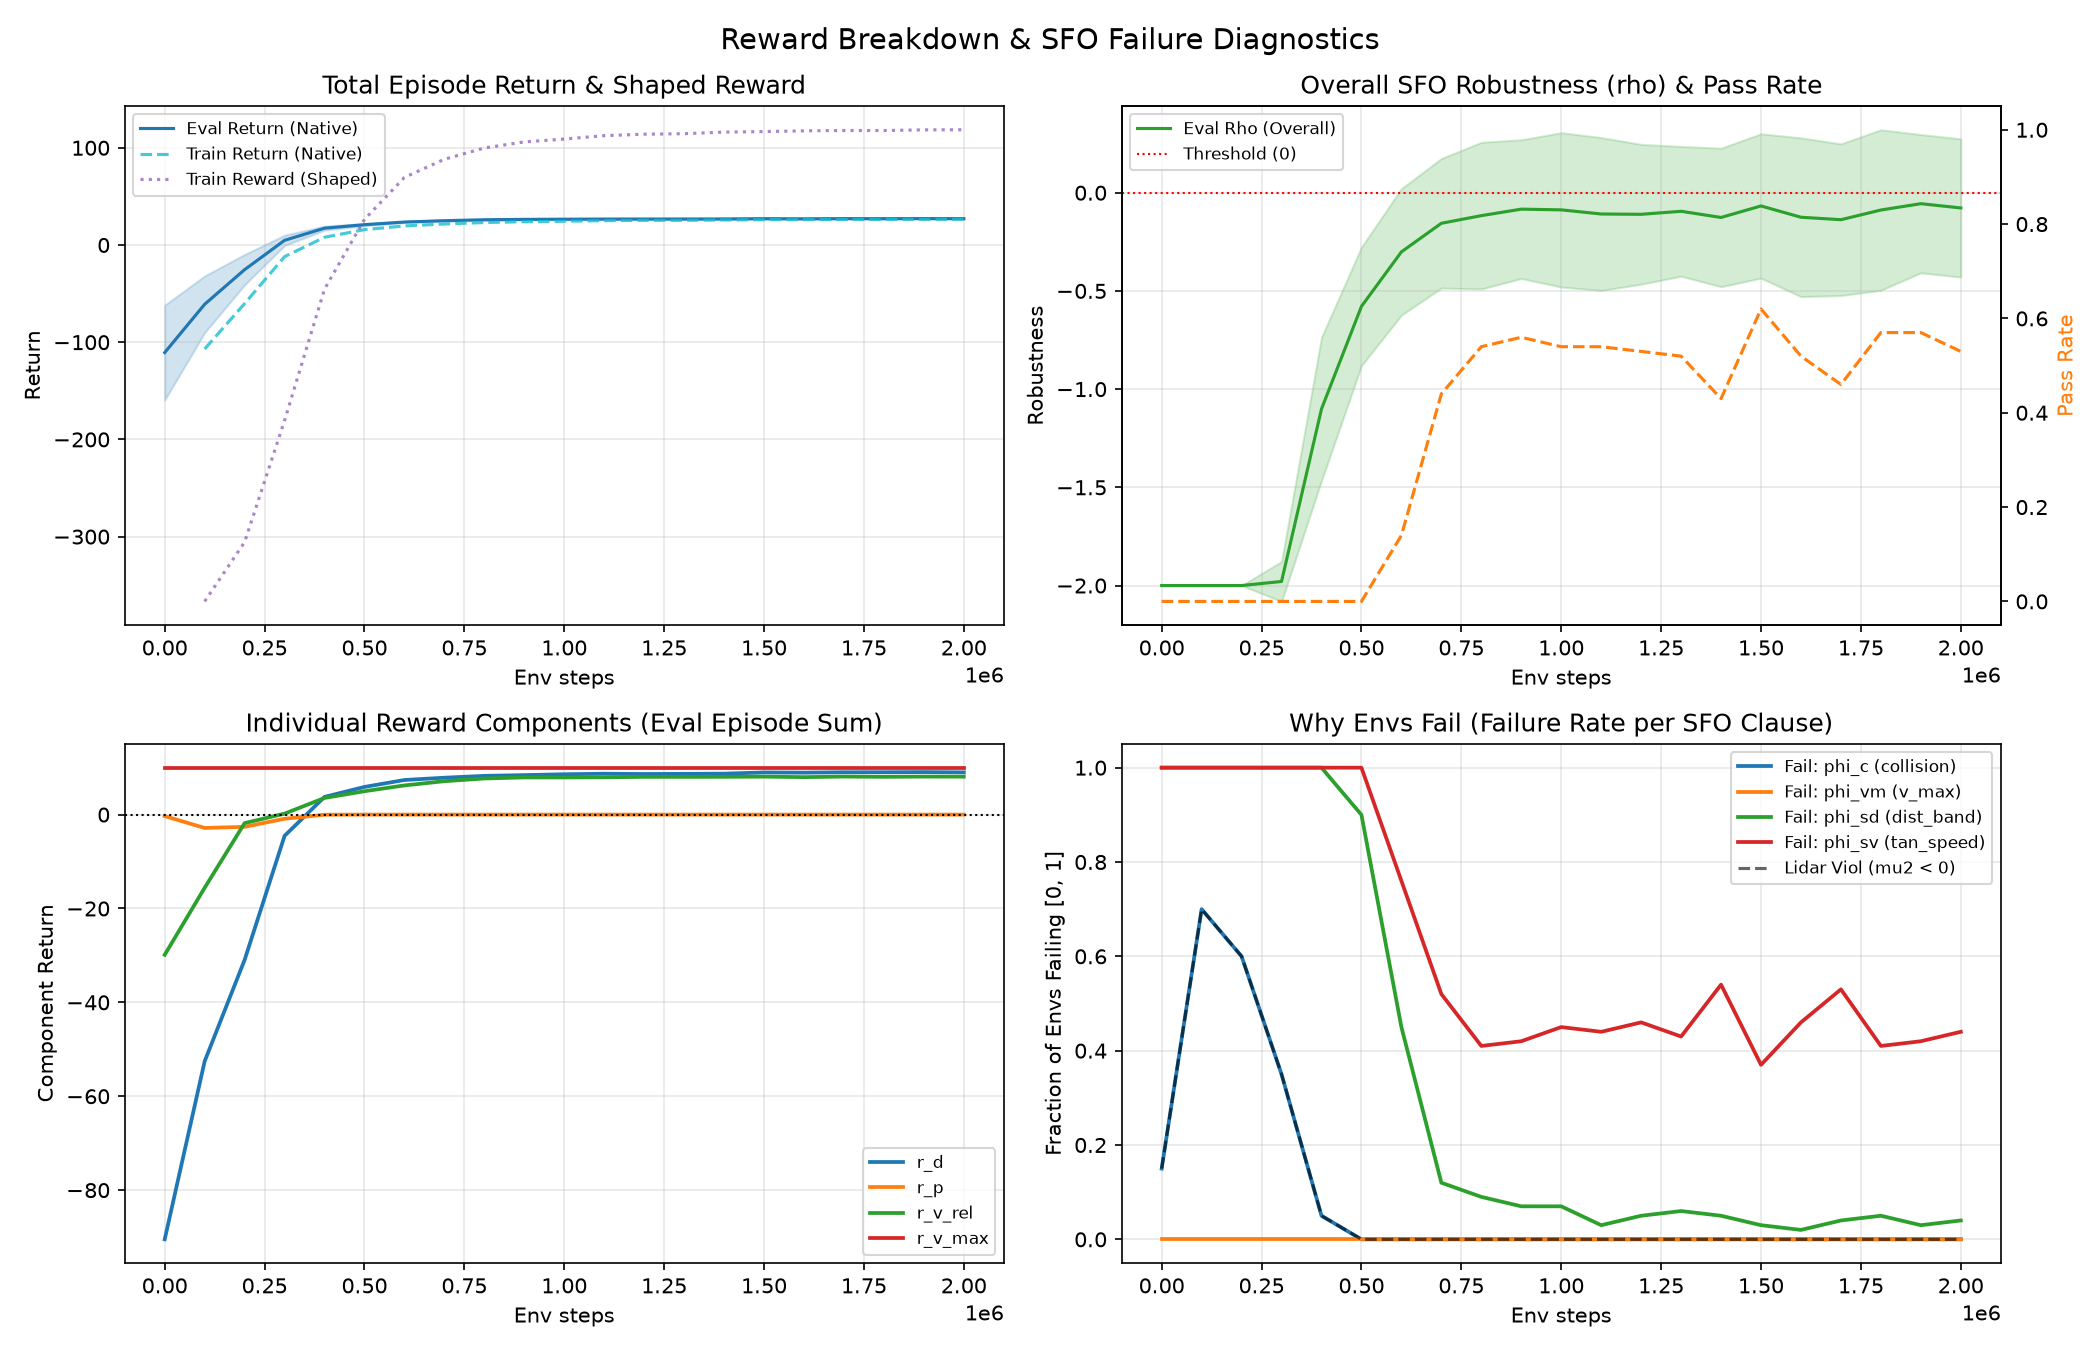 Reward Breakdown & SFO Failure Diagnostics
Total Episode Return & Shaped Reward
Eval Return (Native)
Train Return (Native)
Train Reward (Shaped)
100
0
−100
−200
−300
Return
0.00 0.25 0.50 0.75 1.00 1.25 1.50 1.75 2.00
1e6
Env steps
Overall SFO Robustness (rho) & Pass Rate
Eval Rho (Overall)
Threshold (0)
0.0
−0.5
−1.0
−1.5
−2.0
Robustness
1.0
0.8
0.6
0.4
0.2
0.0
Pass Rate
0.00 0.25 0.50 0.75 1.00 1.25 1.50 1.75 2.00
1e6
Env steps
Individual Reward Components (Eval Episode Sum)
0
−20
−40
−60
−80
Component Return
r_d
r_p
r_v_rel
r_v_max
0.00 0.25 0.50 0.75 1.00 1.25 1.50 1.75 2.00
1e6
Env steps
Why Envs Fail (Failure Rate per SFO Clause)
Fail: phi_c (collision)
Fail: phi_vm (v_max)
Fail: phi_sd (dist_band)
Fail: phi_sv (tan_speed)
Lidar Viol (mu2 < 0)
1.0
0.8
0.6
0.4
0.2
0.0
Fraction of Envs Failing [0, 1]
0.00 0.25 0.50 0.75 1.00 1.25 1.50 1.75 2.00
1e6
Env steps